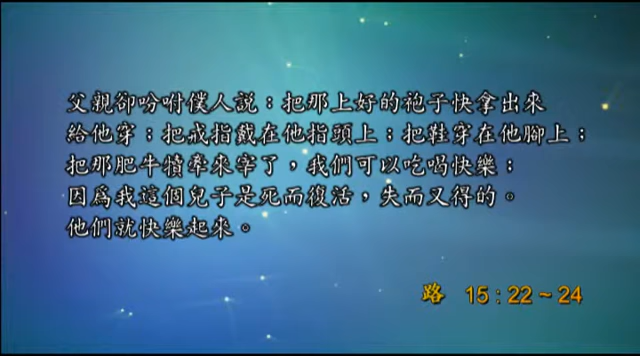 父親卻吩咐僕人說：把那上好的袍子快拿出來
給他穿；把戒指戴在他指頭上；把鞋穿在他腳上；
把那肥牛犢牽來宰了，我們可以吃喝快樂；
因爲我這個兒子是死而復活，失而又得的。
他們就快樂起來。
路 15：22～24